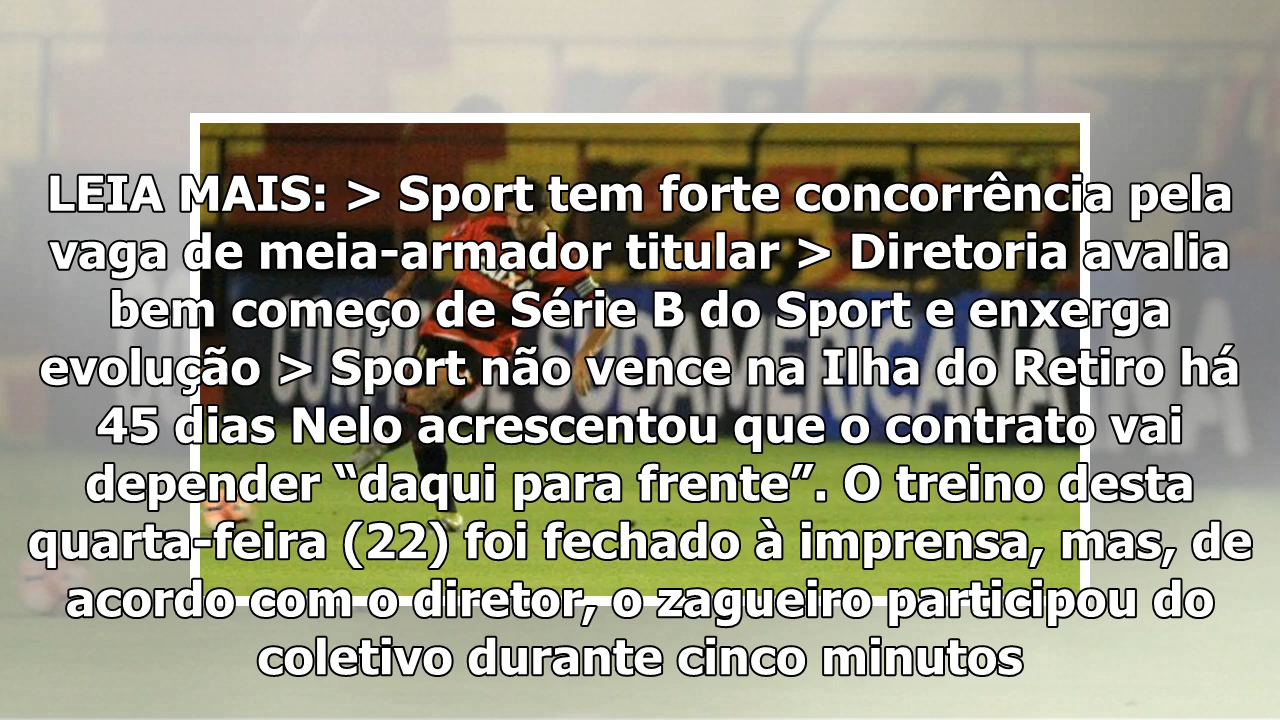 LEIA MAIS: > Sport tem forte concorrência pela
vaga de meia-armador titular > Diretoria avalia
bem começo de Série B do Sport e enxerga
evolução > Sport não vence na Ilha do Retiro há
45 dias Nelo acrescentou que o contrato vai
depender “daqui para frente”. O treino desta
quarta-feira (22) foi fechado à imprensa, mas, de
acordo com o diretor, o zagueiro participou do
coletivo durante cinco minutos
SUDAMERICANA